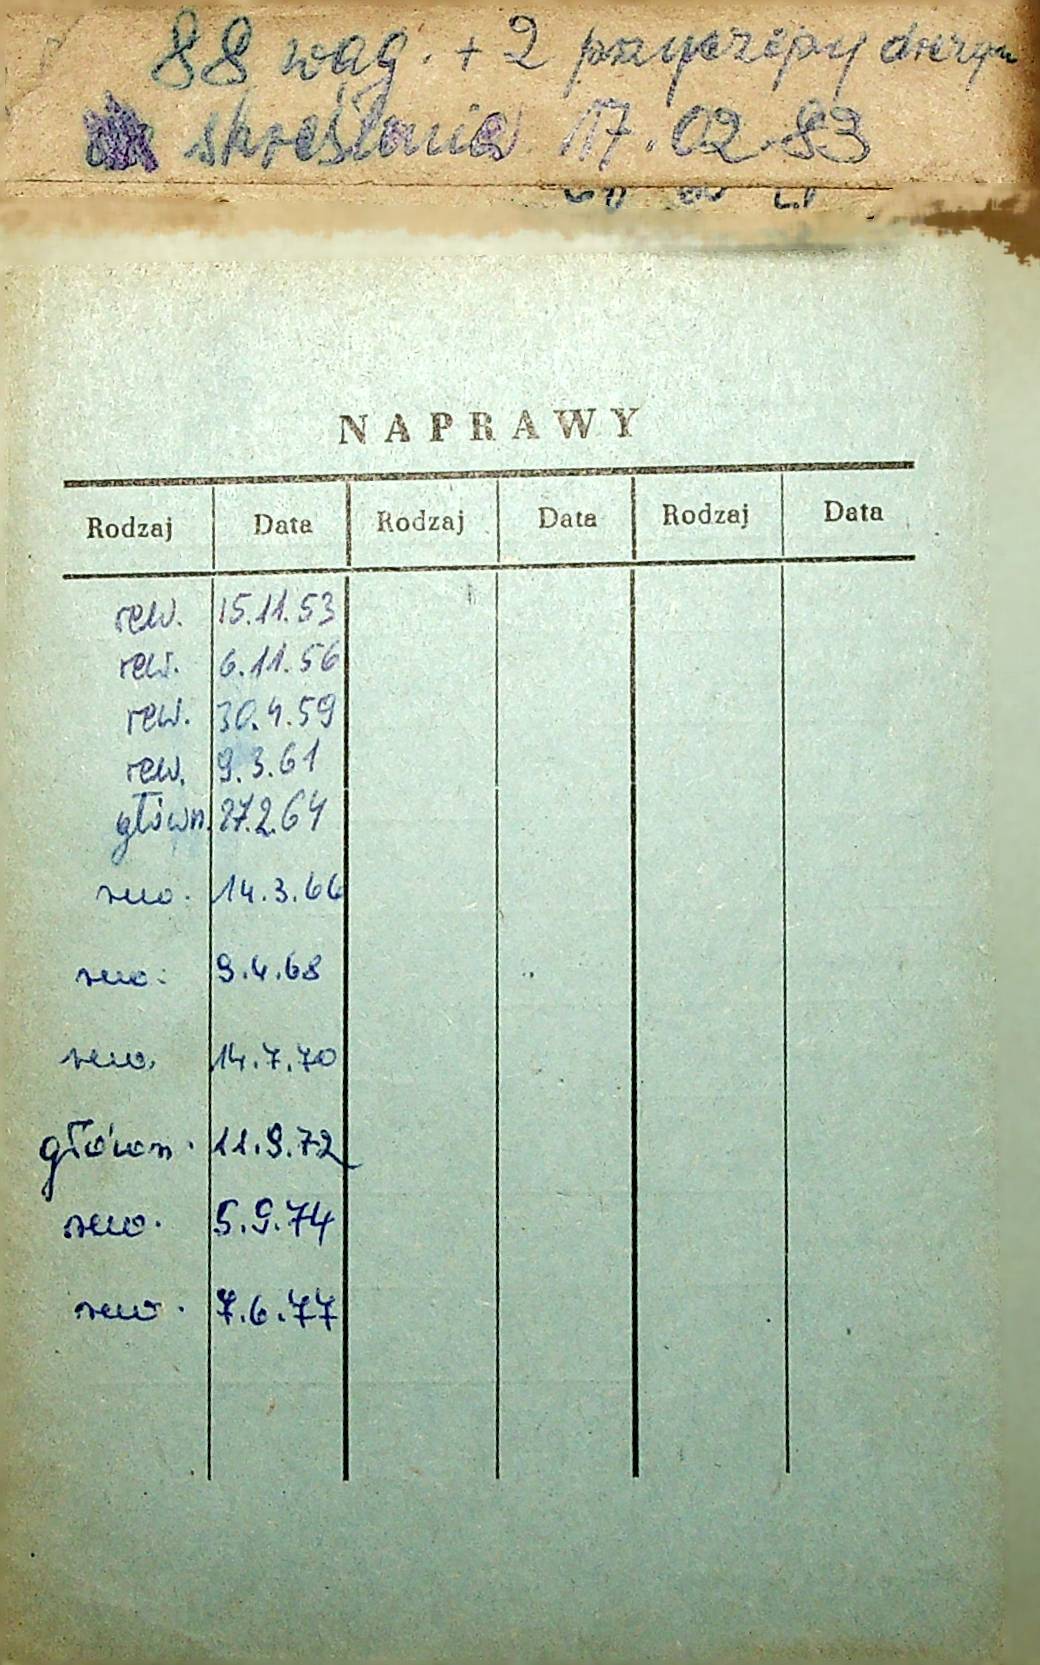 88 wag. + 2 przyczepy drezyn
skreślenie 17.02.83
NAPRAWY
Rodzaj Data Rodzaj Data Rodzaj Data
rew. 15.11.53
rew. 6.11.56
rew. 30.4.59
rew. 9.3.61
główn. 27.2.64
rew. 14.3.66
rew. 9.4.68
rew. 14.7.70
główn. 11.9.72
rew. 5.9.74
rew. 7.6.77